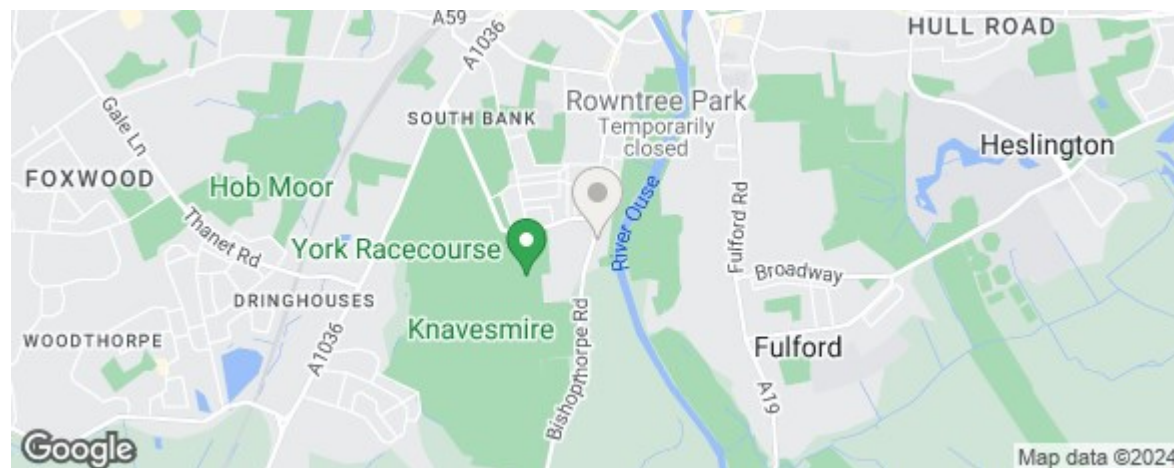 A59
HULL ROAD
A1036
Rowntree Park
Temporarily
closed
Gale Ln
SOUTH BANK
Heslington
FOXWOOD
Hob Moor
River Ouse
Fulford Rd
Thanet Rd
York Racecourse
Broadway
DRINGHOUSES
WOODTHORPE
A1036
Knavesmire
Bishopthorpe Rd
Fulford
A19
Google
Map data ©2024